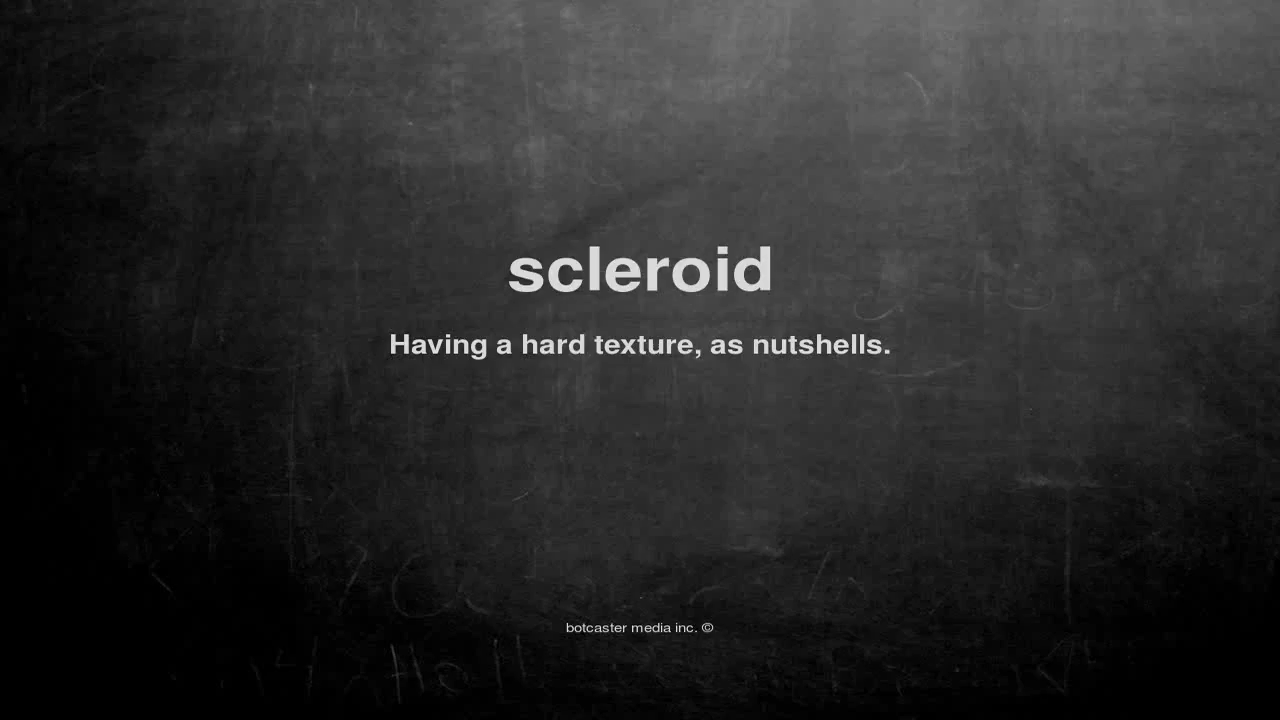 scleroid
Having a hard texture, as nutshells.
botcaster media inc. ©